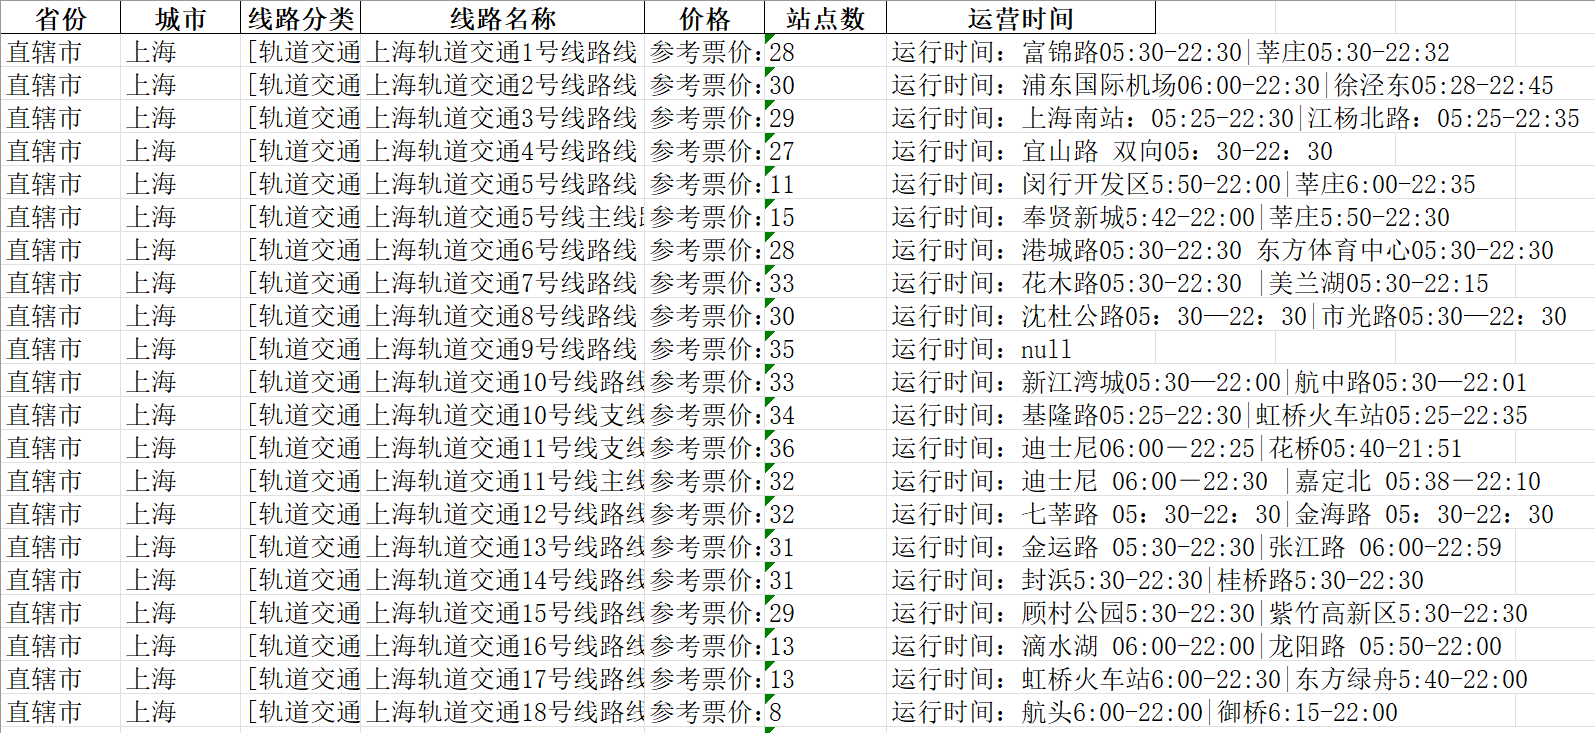 省份 城市 线路分类 线路名称 价格 站点数 运营时间
直辖市 上海 [轨道交通 上海轨道交通1号线路线 参考票价: 28 运行时间：富锦路05:30-22:30|莘庄05:30-22:32
直辖市 上海 [轨道交通 上海轨道交通2号线路线 参考票价: 30 运行时间：浦东国际机场06:00-22:30|徐泾东05:28-22:45
直辖市 上海 [轨道交通 上海轨道交通3号线路线 参考票价: 29 运行时间：上海南站：05:25-22:30|江杨北路：05:25-22:35
直辖市 上海 [轨道交通 上海轨道交通4号线路线 参考票价: 27 运行时间：宜山路 双向05：30-22：30
直辖市 上海 [轨道交通 上海轨道交通5号线路线 参考票价: 11 运行时间：闵行开发区5:50-22:00|莘庄6:00-22:35
直辖市 上海 [轨道交通 上海轨道交通5号线主线 参考票价: 15 运行时间：奉贤新城5:42-22:00|莘庄5:50-22:30
直辖市 上海 [轨道交通 上海轨道交通6号线路线 参考票价: 28 运行时间：港城路05:30-22:30 东方体育中心05:30-22:30
直辖市 上海 [轨道交通 上海轨道交通7号线路线 参考票价: 33 运行时间：花木路05:30-22:30 |美兰湖05:30-22:15
直辖市 上海 [轨道交通 上海轨道交通8号线路线 参考票价: 30 运行时间：沈杜公路05：30—22：30|市光路05:30—22：30
直辖市 上海 [轨道交通 上海轨道交通9号线路线 参考票价: 35 运行时间：null
直辖市 上海 [轨道交通 上海轨道交通10号线路线 参考票价: 33 运行时间：新江湾城05:30—22:00|航中路05:30—22:01
直辖市 上海 [轨道交通 上海轨道交通10号线支线 参考票价: 34 运行时间：基隆路05:25-22:30|虹桥火车站05:25-22:35
直辖市 上海 [轨道交通 上海轨道交通11号线支线 参考票价: 36 运行时间：迪士尼06:00－22:25|花桥05:40-21:51
直辖市 上海 [轨道交通 上海轨道交通11号线主线 参考票价: 32 运行时间：迪士尼 06:00－22:30 |嘉定北 05:38－22:10
直辖市 上海 [轨道交通 上海轨道交通12号线路线 参考票价: 32 运行时间：七莘路 05：30-22：30|金海路 05：30-22：30
直辖市 上海 [轨道交通 上海轨道交通13号线路线 参考票价: 31 运行时间：金运路 05:30-22:30|张江路 06:00-22:59
直辖市 上海 [轨道交通 上海轨道交通14号线路线 参考票价: 31 运行时间：封浜5:30-22:30|桂桥路5:30-22:30
直辖市 上海 [轨道交通 上海轨道交通15号线路线 参考票价: 29 运行时间：顾村公园5:30-22:30|紫竹高新区5:30-22:30
直辖市 上海 [轨道交通 上海轨道交通16号线路线 参考票价: 13 运行时间：滴水湖 06:00-22:00|龙阳路 05:50-22:00
直辖市 上海 [轨道交通 上海轨道交通17号线路线 参考票价: 13 运行时间：虹桥火车站6:00-22:30|东方绿舟5:40-22:00
直辖市 上海 [轨道交通 上海轨道交通18号线路线 参考票价: 8 运行时间：航头6:00-22:00|御桥6:15-22:00